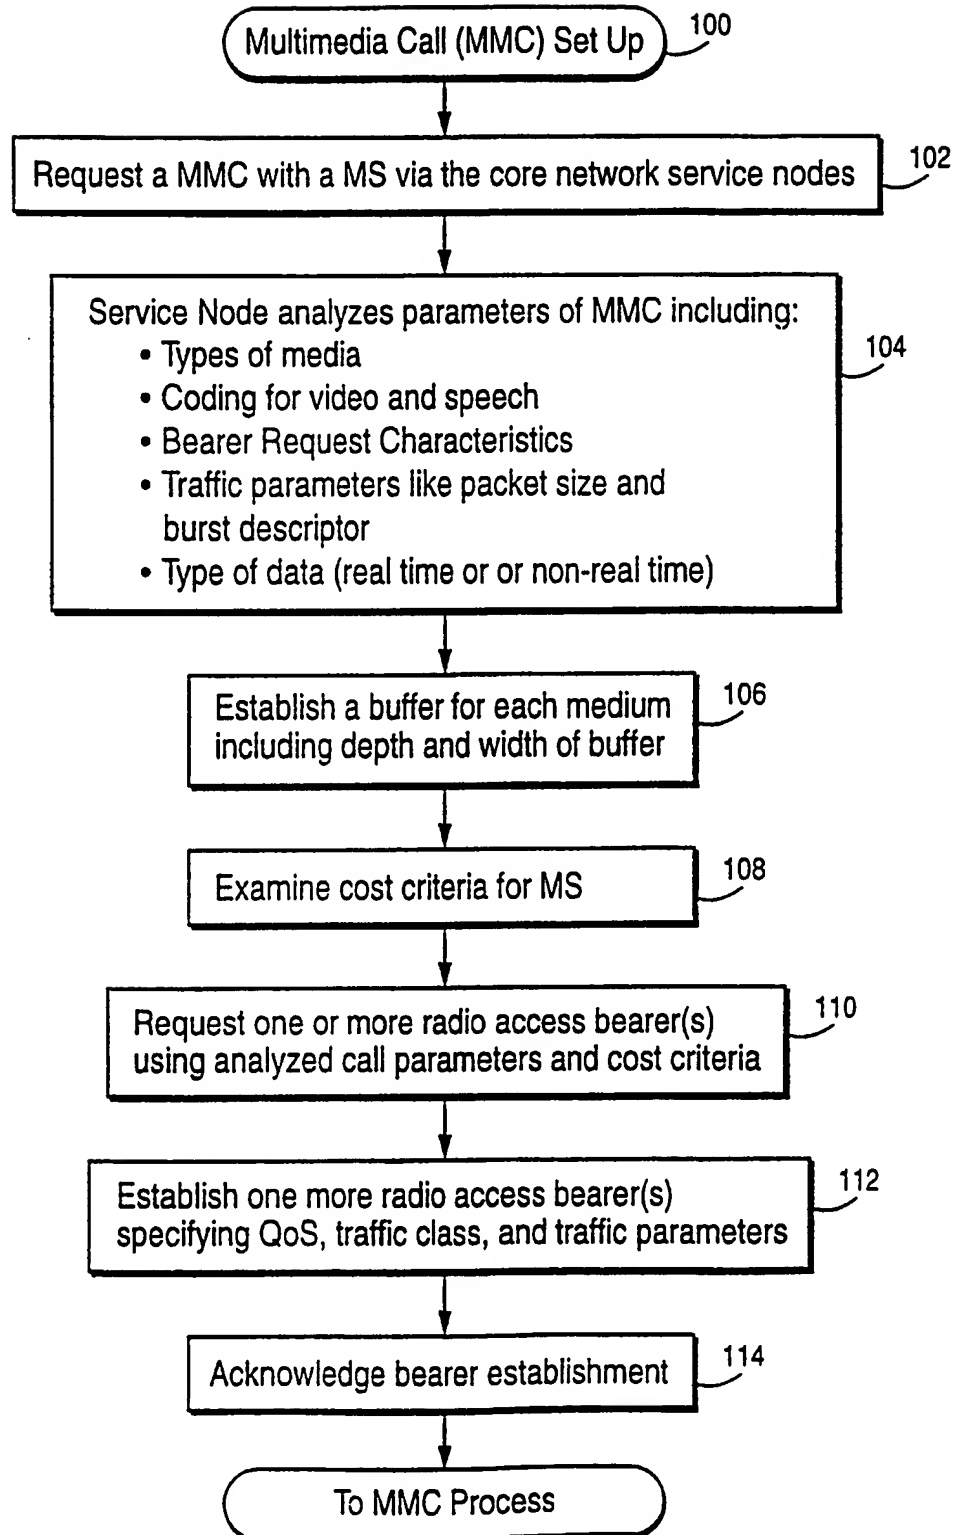 Multimedia Call (MMC) Set Up
100
Request a MMC with a MS via the core network service nodes
102
Service Node analyzes parameters of MMC including:
• Types of media
• Coding for video and speech
• Bearer Request Characteristics
• Traffic parameters like packet size and
burst descriptor
• Type of data (real time or or non-real time)
104
Establish a buffer for each medium
including depth and width of buffer
106
Examine cost criteria for MS
108
Request one or more radio access bearer(s)
using analyzed call parameters and cost criteria
110
Establish one more radio access bearer(s)
specifying QoS, traffic class, and traffic parameters
112
Acknowledge bearer establishment
114
To MMC Process